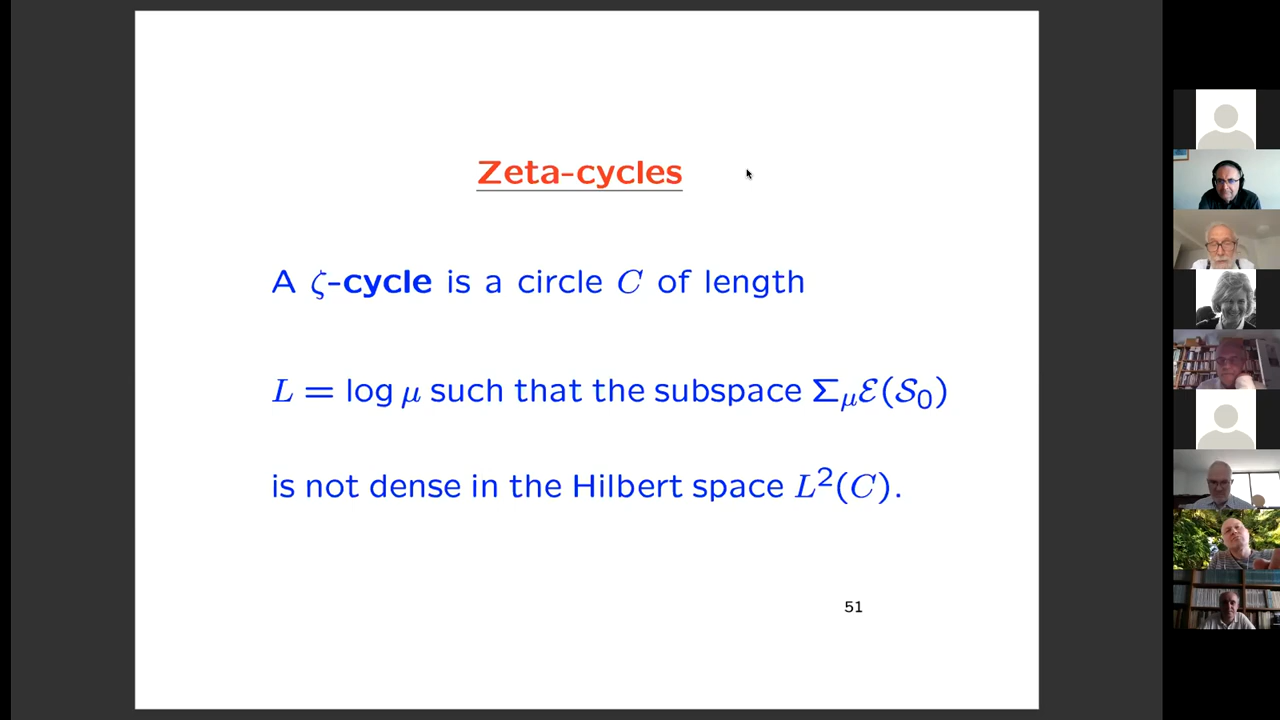 Zeta-cycles
A ζ-cycle is a circle C of length
L = log μ such that the subspace Σ_μ ℰ(𝒮₀)
is not dense in the Hilbert space L²(C).
51